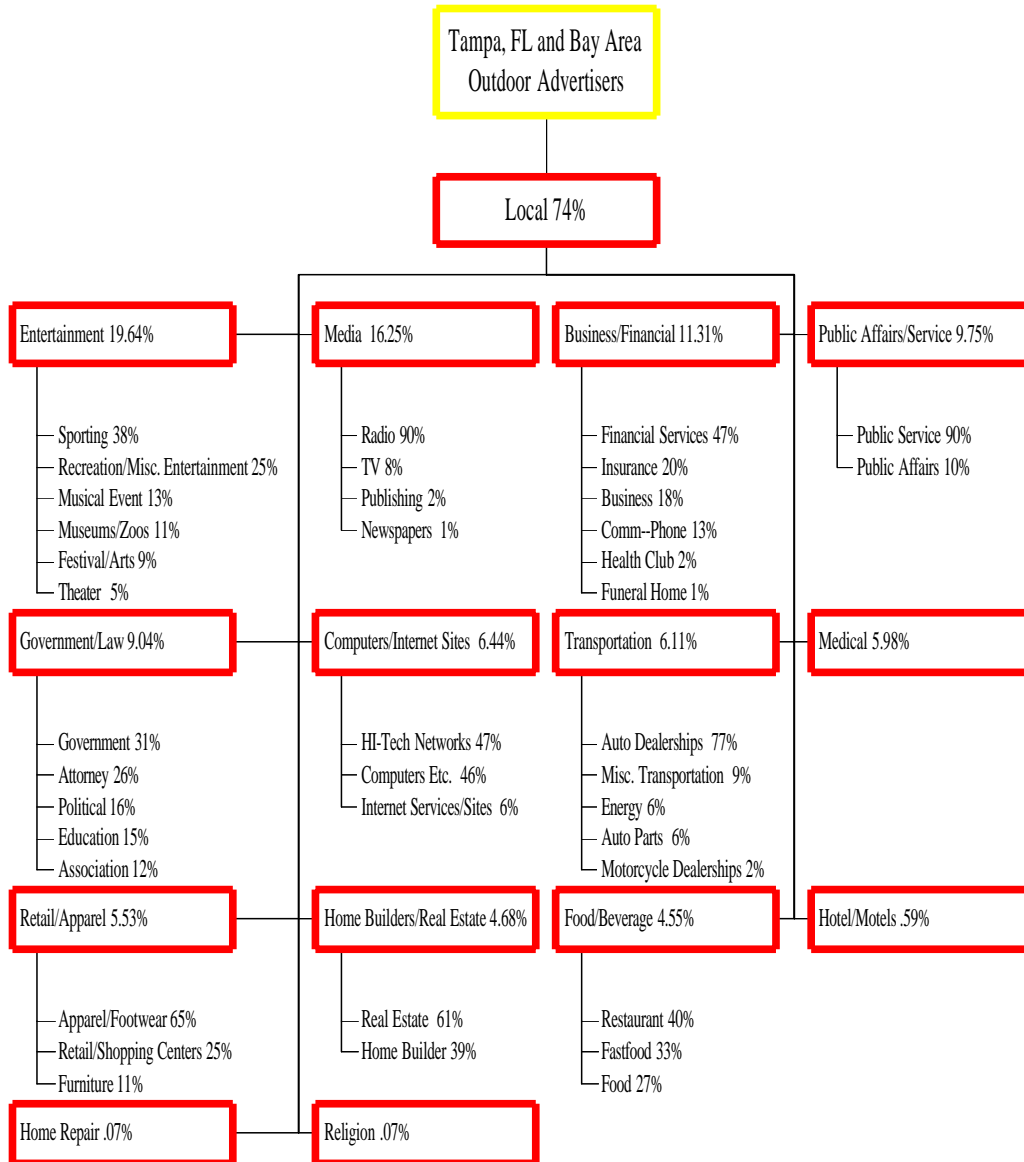 Tampa, FL and Bay Area
Outdoor Advertisers
Local 74%
Entertainment 19.64%
Sporting 38%
Recreation/Misc. Entertainment 25%
Musical Event 13%
Museums/Zoos 11%
Festival/Arts 9%
Theater 5%
Media 16.25%
Radio 90%
TV 8%
Publishing 2%
Newspapers 1%
Business/Financial 11.31%
Financial Services 47%
Insurance 20%
Business 18%
Comm--Phone 13%
Health Club 2%
Funeral Home 1%
Public Affairs/Service 9.75%
Public Service 90%
Public Affairs 10%
Government/Law 9.04%
Government 31%
Attorney 26%
Political 16%
Education 15%
Association 12%
Computers/Internet Sites 6.44%
HI-Tech Networks 47%
Computers Etc. 46%
Internet Services/Sites 6%
Transportation 6.11%
Auto Dealerships 77%
Misc. Transportation 9%
Energy 6%
Auto Parts 6%
Motorcycle Dealerships 2%
Medical 5.98%
Retail/Apparel 5.53%
Apparel/Footwear 65%
Retail/Shopping Centers 25%
Furniture 11%
Home Builders/Real Estate 4.68%
Real Estate 61%
Home Builder 39%
Food/Beverage 4.55%
Restaurant 40%
Fastfood 33%
Food 27%
Hotel/Motels .59%
Home Repair .07%
Religion .07%